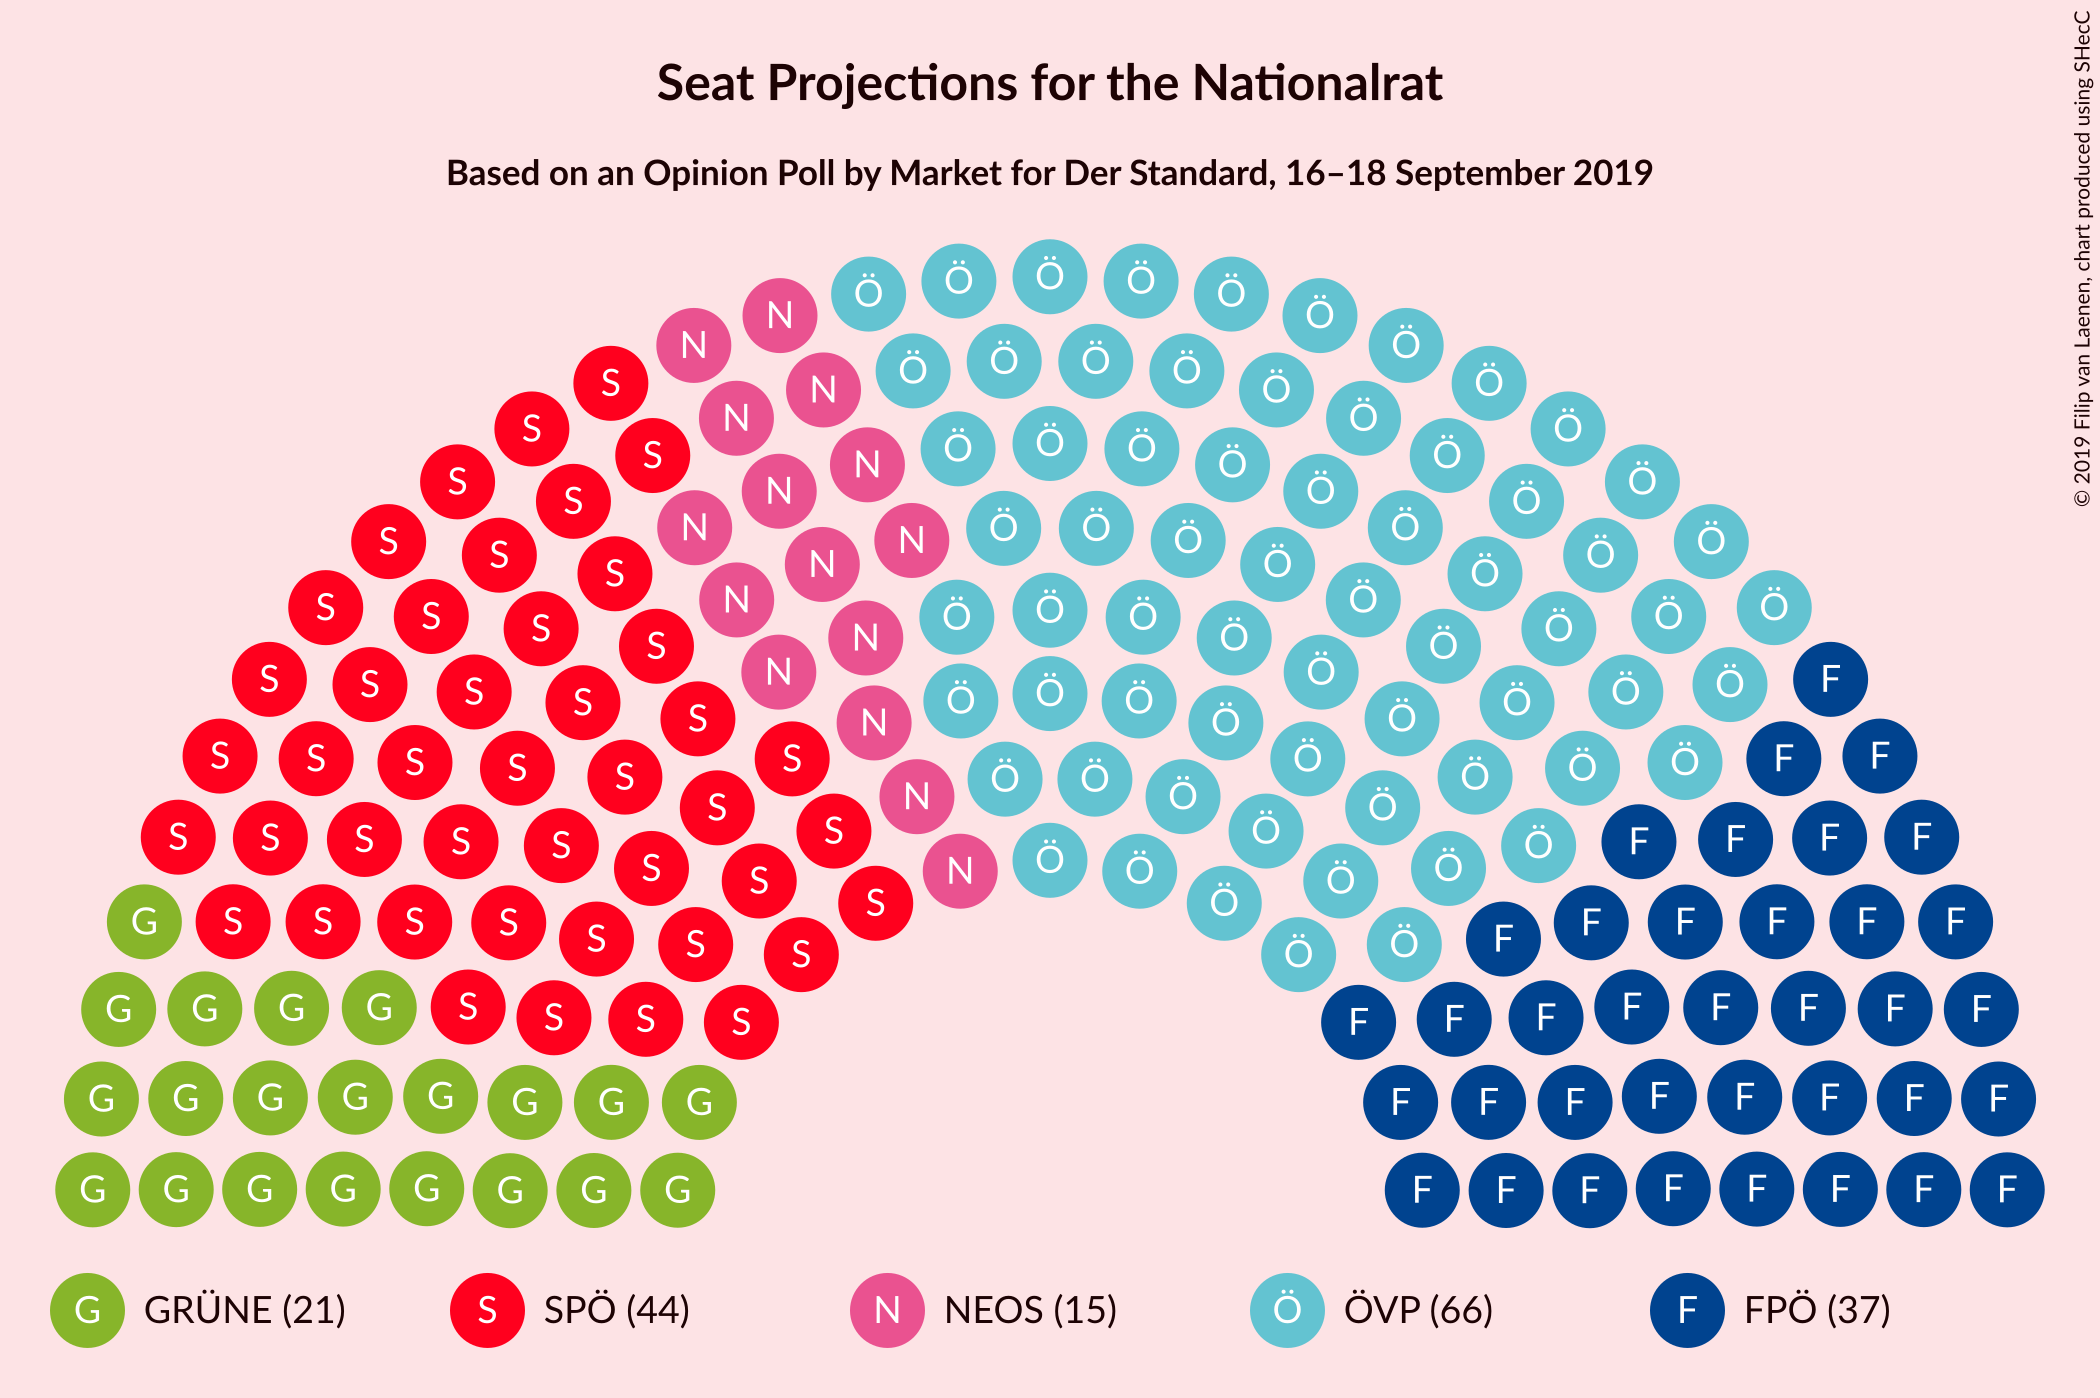 Seat Projections for the Nationalrat
Based on an Opinion Poll by Market for Der Standard, 16–18 September 2019
© 2019 Filip van Laenen, chart produced using SHecC
Ö Ö Ö Ö Ö
N N Ö Ö
S N N Ö Ö Ö Ö Ö Ö Ö
S S N N Ö Ö Ö Ö Ö Ö Ö
S S N N Ö Ö Ö Ö Ö Ö
S S S N N N Ö Ö Ö Ö Ö Ö Ö Ö
S S S S N N Ö Ö Ö Ö Ö Ö Ö Ö Ö
S S S S S N N Ö Ö Ö Ö Ö Ö Ö Ö F
S S S S S S S N Ö Ö Ö Ö Ö Ö Ö F F
S S S S S S S S N Ö Ö Ö Ö Ö Ö F F F F
G S S S S S S S S N Ö Ö Ö Ö Ö Ö F F F F F F
G G G G S S S S F F F F F F F F
G G G G G G G G F F F F F F F F
G G G G G G G G F F F F F F F F
G GRÜNE (21) S SPÖ (44) N NEOS (15) Ö ÖVP (66) F FPÖ (37)